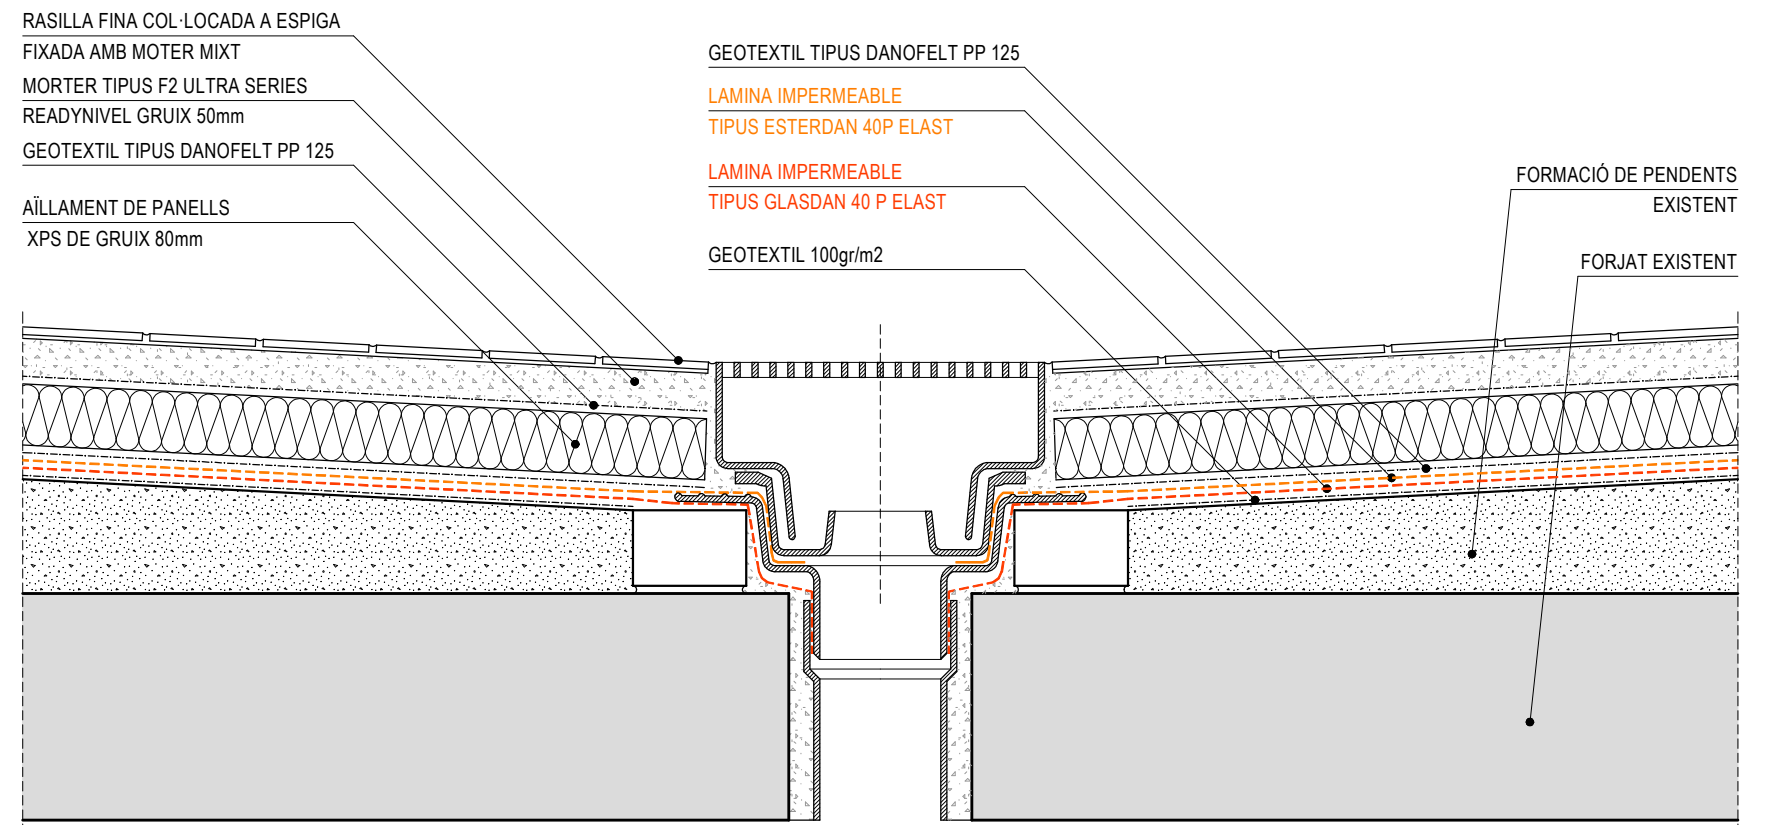 RASILLA FINA COL·LOCADA A ESPIGA
FIXADA AMB MOTER MIXT
MORTER TIPUS F2 ULTRA SERIES
READYNIVEL GRUIX 50mm
GEOTEXTIL TIPUS DANOFELT PP 125
AÏLLAMENT DE PANELLS
XPS DE GRUIX 80mm
GEOTEXTIL TIPUS DANOFELT PP 125
LAMINA IMPERMEABLE
TIPUS ESTERDAN 40P ELAST
LAMINA IMPERMEABLE
TIPUS GLASDAN 40 P ELAST
GEOTEXTIL 100gr/m2
FORMACIÓ DE PENDENTS
EXISTENT
FORJAT EXISTENT